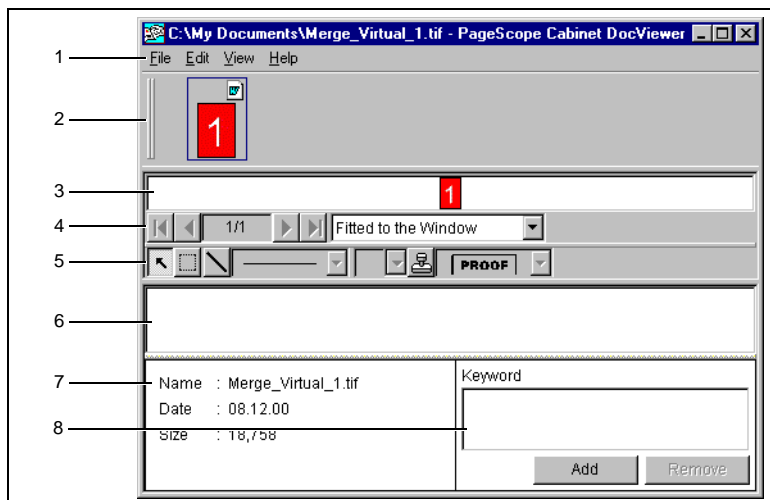 C:\My Documents\Merge_Virtual_1.tif - PageScope Cabinet DocViewer
1
File Edit View Help
2
1
3
1
4
1/1 Fitted to the Window
5
PROOF
6
7
Name : Merge_Virtual_1.tif
Keyword
Date : 08.12.00
8
Size : 18,758
Add Remove